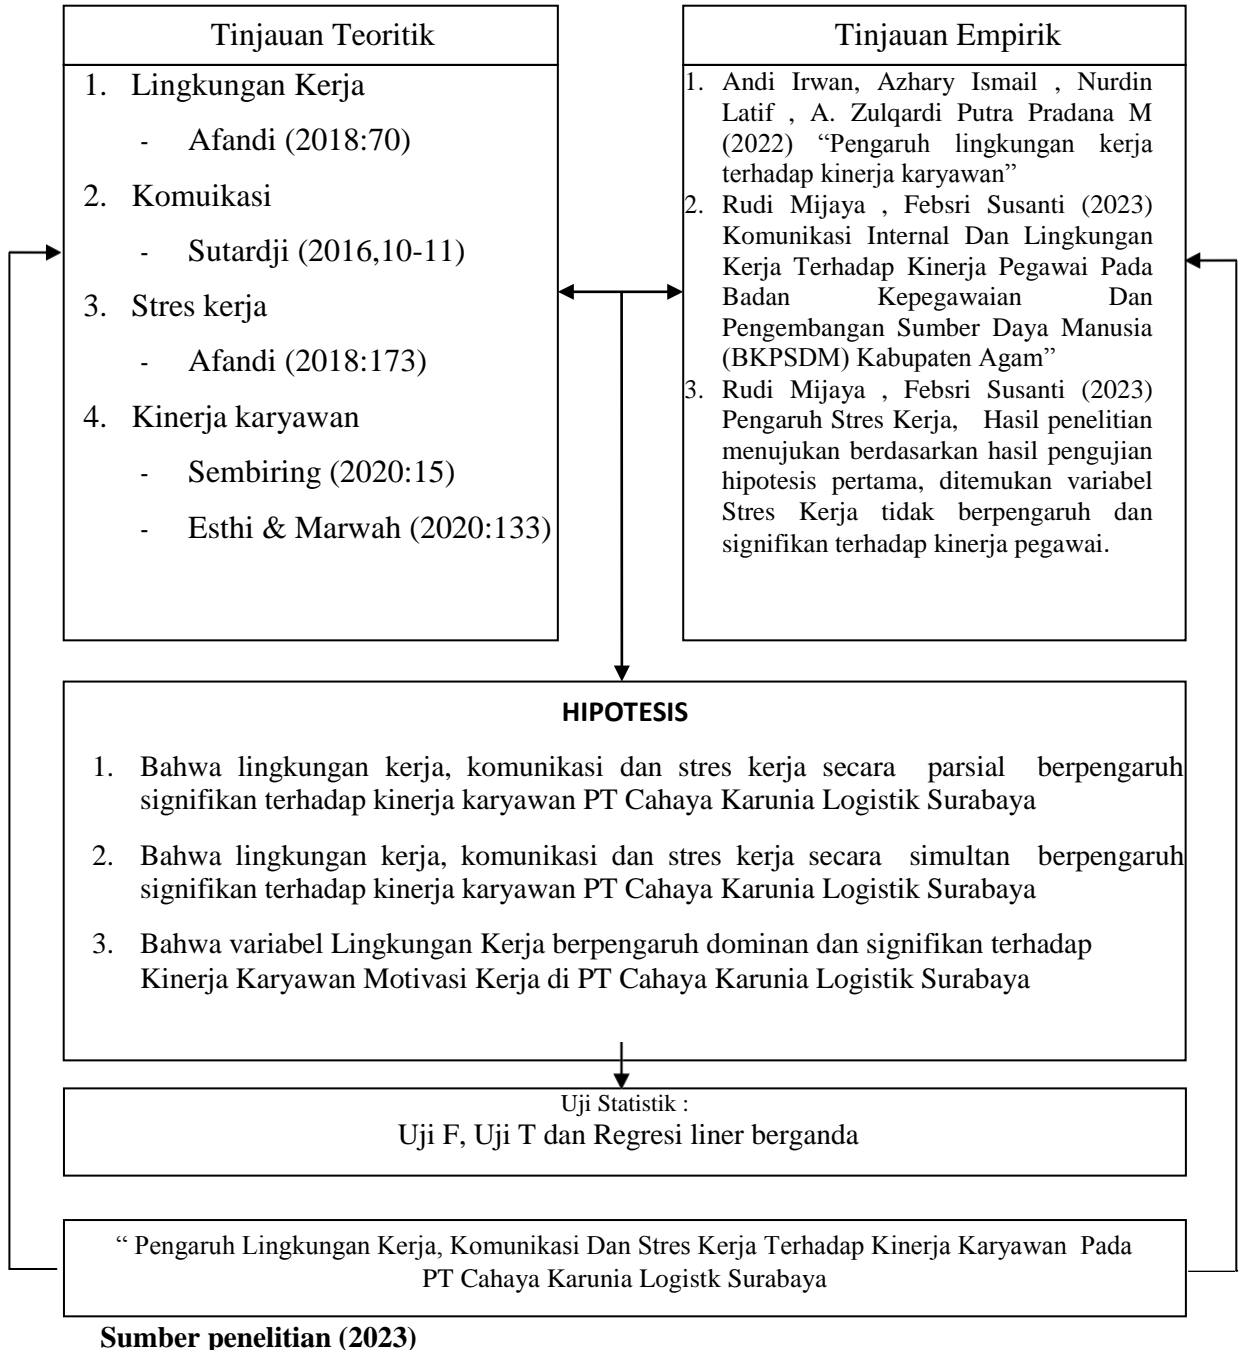 Tinjauan Teoritik
1. Lingkungan Kerja
- Afandi (2018:70)
2. Komuikasi
- Sutardji (2016,10-11)
3. Stres kerja
- Afandi (2018:173)
4. Kinerja karyawan
- Sembiring (2020:15)
- Esthi & Marwah (2020:133)
Tinjauan Empirik
1. Andi Irwan, Azhary Ismail , Nurdin
Latif , A. Zulqardi Putra Pradana M
(2022) “Pengaruh lingkungan kerja
terhadap kinerja karyawan”
2. Rudi Mijaya , Febsri Susanti (2023)
Komunikasi Internal Dan Lingkungan
Kerja Terhadap Kinerja Pegawai Pada
Badan Kepegawaian Dan
Pengembangan Sumber Daya Manusia
(BKPSDM) Kabupaten Agam”
3. Rudi Mijaya , Febsri Susanti (2023)
Pengaruh Stres Kerja, Hasil penelitian
menujukan berdasarkan hasil pengujian
hipotesis pertama, ditemukan variabel
Stres Kerja tidak berpengaruh dan
signifikan terhadap kinerja pegawai.
HIPOTESIS
1. Bahwa lingkungan kerja, komunikasi dan stres kerja secara parsial berpengaruh
signifikan terhadap kinerja karyawan PT Cahaya Karunia Logistik Surabaya
2. Bahwa lingkungan kerja, komunikasi dan stres kerja secara simultan berpengaruh
signifikan terhadap kinerja karyawan PT Cahaya Karunia Logistik Surabaya
3. Bahwa variabel Lingkungan Kerja berpengaruh dominan dan signifikan terhadap
Kinerja Karyawan Motivasi Kerja di PT Cahaya Karunia Logistik Surabaya
Uji Statistik :
Uji F, Uji T dan Regresi liner berganda
“ Pengaruh Lingkungan Kerja, Komunikasi Dan Stres Kerja Terhadap Kinerja Karyawan Pada
PT Cahaya Karunia Logistk Surabaya
Sumber penelitian (2023)